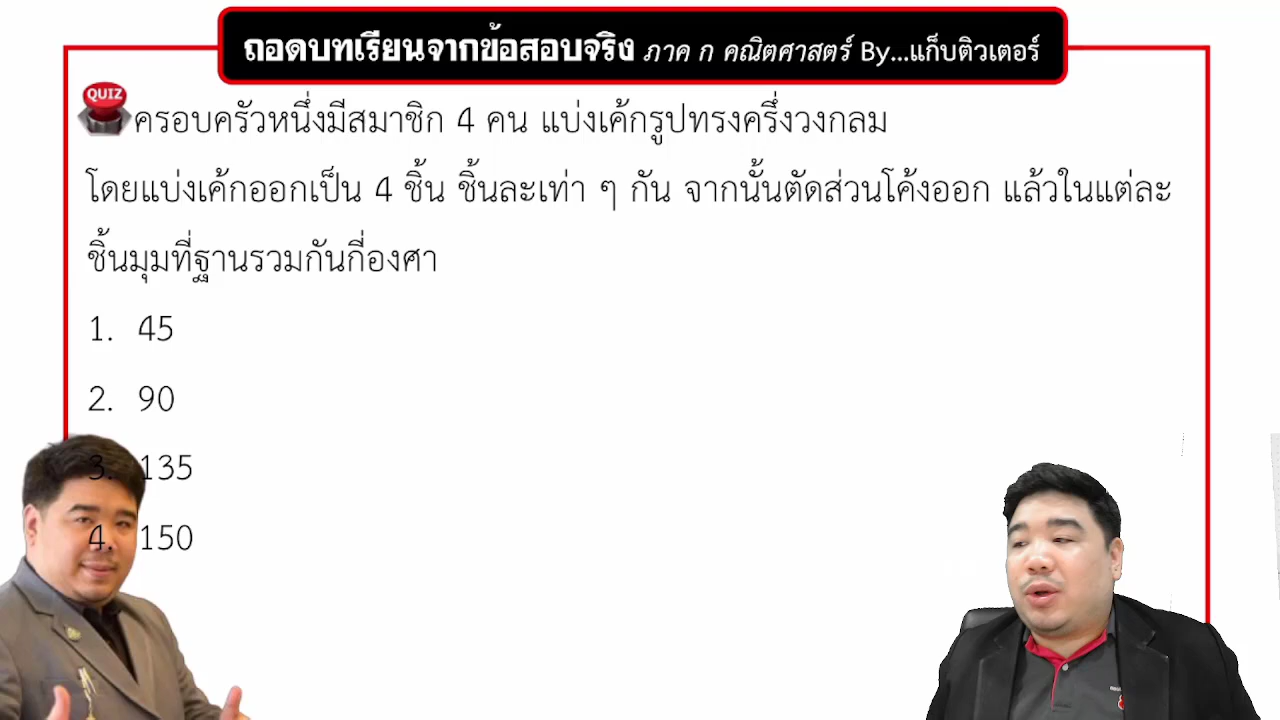 ถอดบทเรียนจากข้อสอบจริง ภาค ก คณิตศาสตร์ By...แก็บติวเตอร์
QUIZ ครอบครัวหนึ่งมีสมาชิก 4 คน แบ่งเค้กรูปทรงครึ่งวงกลม
โดยแบ่งเค้กออกเป็น 4 ชิ้น ชิ้นละเท่า ๆ กัน จากนั้นตัดส่วนโค้งออก แล้วในแต่ละ
ชิ้นมุมที่ฐานรวมกันกี่องศา
1. 45
2. 90
3. 135
4. 150